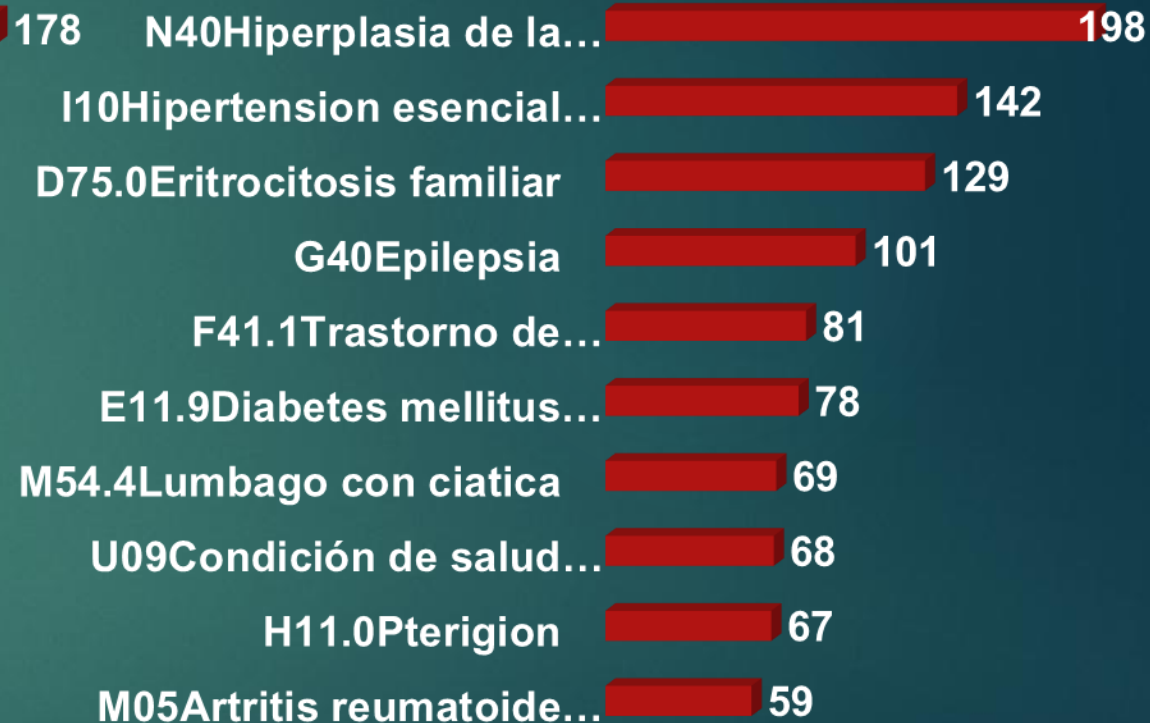 178 N40Hiperplasia de la... 198
I10Hipertension esencial... 142
D75.0Eritrocitosis familiar 129
G40Epilepsia 101
F41.1Trastorno de... 81
E11.9Diabetes mellitus... 78
M54.4Lumbago con ciatica 69
U09Condición de salud... 68
H11.0Pterigion 67
M05Artritis reumatoide... 59